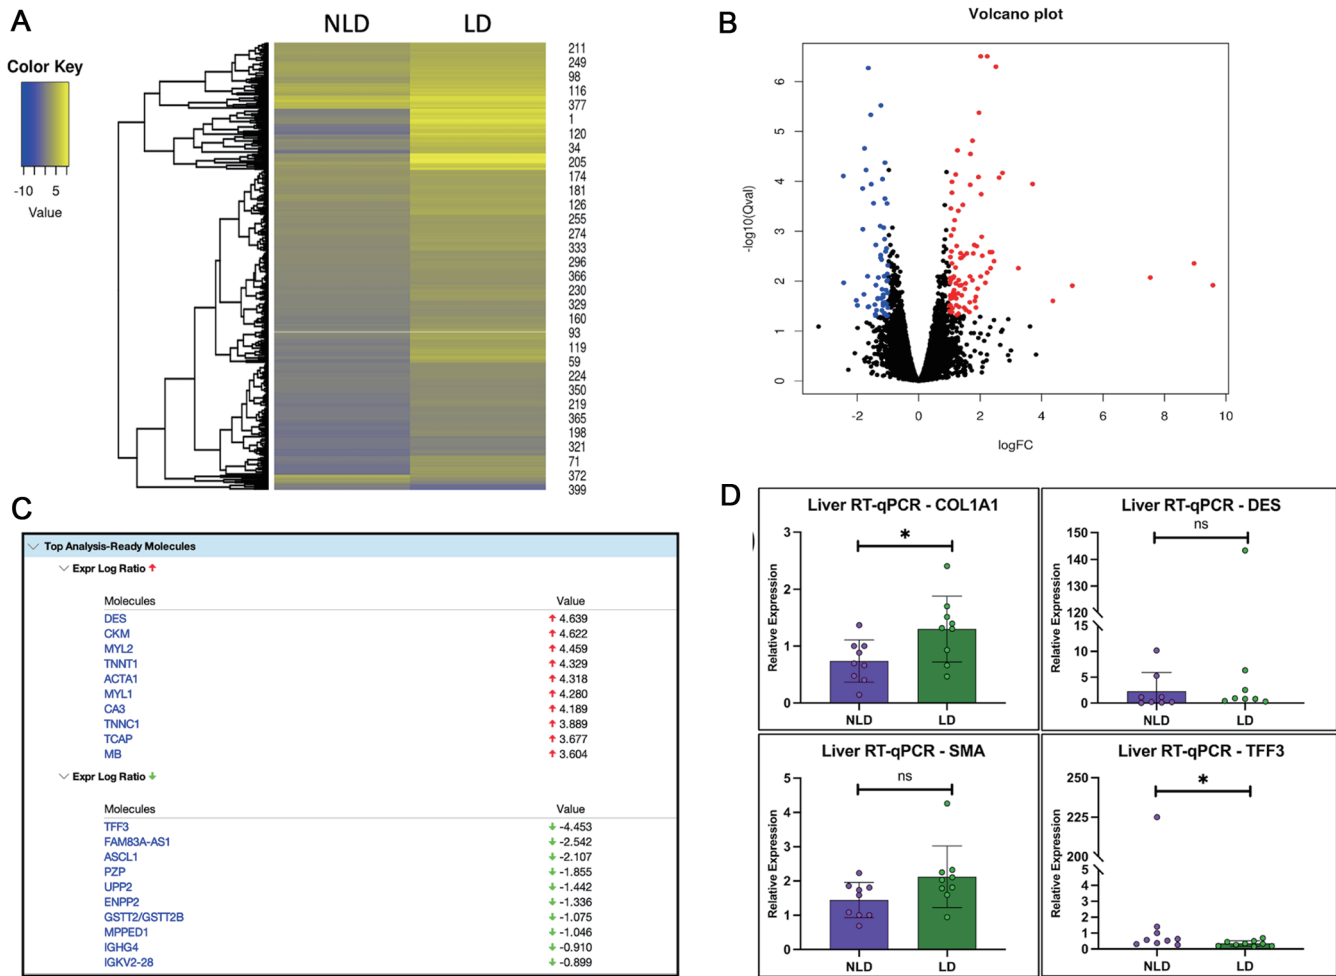 A
NLD LD
Color Key
-10 5
Value
211
249
98
116
377
1
120
34
205
174
181
126
255
274
333
296
366
230
329
160
93
119
59
224
350
219
365
198
321
71
372
399
B
Volcano plot
-log10(Qval)
6
5
4
3
2
1
0
-2 0 2 4 6 8 10
logFC
C
Top Analysis-Ready Molecules
Expr Log Ratio
Molecules Value
DES 4.639
CKM 4.622
MYL2 4.459
TNNT1 4.329
ACTA1 4.318
MYL1 4.280
CA3 4.189
TNNC1 3.889
TCAP 3.677
MB 3.604
Expr Log Ratio
Molecules Value
TFF3 -4.453
FAM83A-AS1 -2.542
ASCL1 -2.107
PZP -1.855
UPP2 -1.442
ENPP2 -1.336
GSTT2/GSTT2B -1.075
MPPED1 -1.046
IGHG4 -0.910
IGKV2-28 -0.899
D
Liver RT-qPCR - COL1A1
*
Relative Expression
3
2
1
0
NLD LD
Liver RT-qPCR - DES
ns
Relative Expression
150
140
130
120
15
10
5
0
NLD LD
Liver RT-qPCR - SMA
ns
Relative Expression
5
4
3
2
1
0
NLD LD
Liver RT-qPCR - TFF3
*
Relative Expression
250
225
200
5
4
3
2
1
0
NLD LD